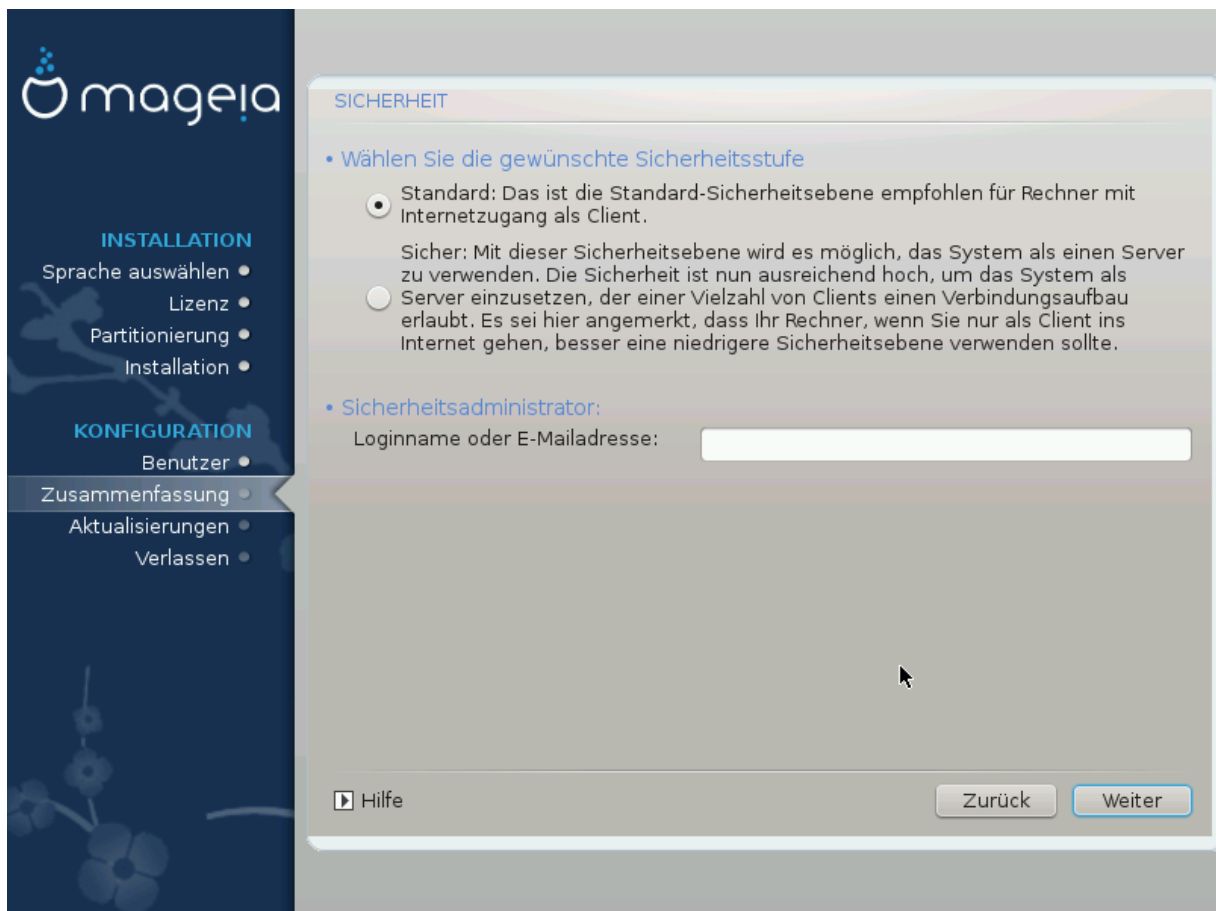 mageia
INSTALLATION
Sprache auswählen
Lizenz
Partitionierung
Installation
KONFIGURATION
Benutzer
Zusammenfassung
Aktualisierungen
Verlassen
SICHERHEIT
• Wählen Sie die gewünschte Sicherheitsstufe
Standard: Das ist die Standard-Sicherheitsebene empfohlen für Rechner mit
Internetzugang als Client.
Sicher: Mit dieser Sicherheitsebene wird es möglich, das System als einen Server
zu verwenden. Die Sicherheit ist nun ausreichend hoch, um das System als
Server einzusetzen, der einer Vielzahl von Clients einen Verbindungsaufbau
erlaubt. Es sei hier angemerkt, dass Ihr Rechner, wenn Sie nur als Client ins
Internet gehen, besser eine niedrigere Sicherheitsebene verwenden sollte.
• Sicherheitsadministrator:
Loginname oder E-Mailadresse:
Hilfe
Zurück
Weiter